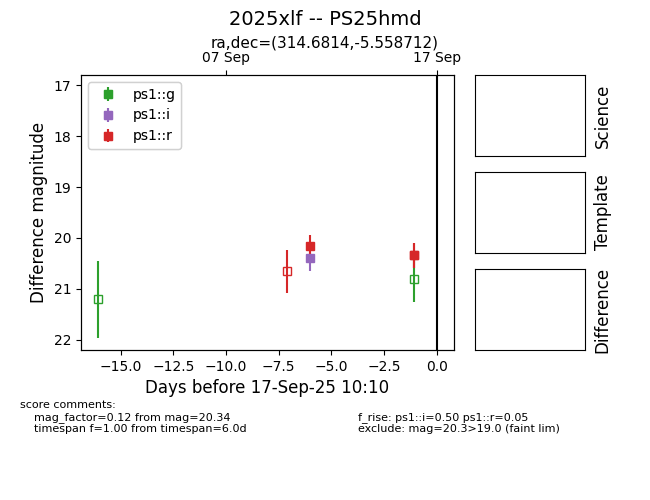 2025xlf -- PS25hmd
ra,dec=(314.6814,-5.558712)
07 Sep
17 Sep
ps1::g
ps1::i
ps1::r
17
18
19
20
21
22
Difference magnitude
−15.0
−12.5
−10.0
−7.5
−5.0
−2.5
0.0
Days before 17-Sep-25 10:10
Science
Template
Difference
score comments:
mag_factor=0.12 from mag=20.34
timespan f=1.00 from timespan=6.0d
f_rise: ps1::i=0.50 ps1::r=0.05
exclude: mag=20.3>19.0 (faint lim)